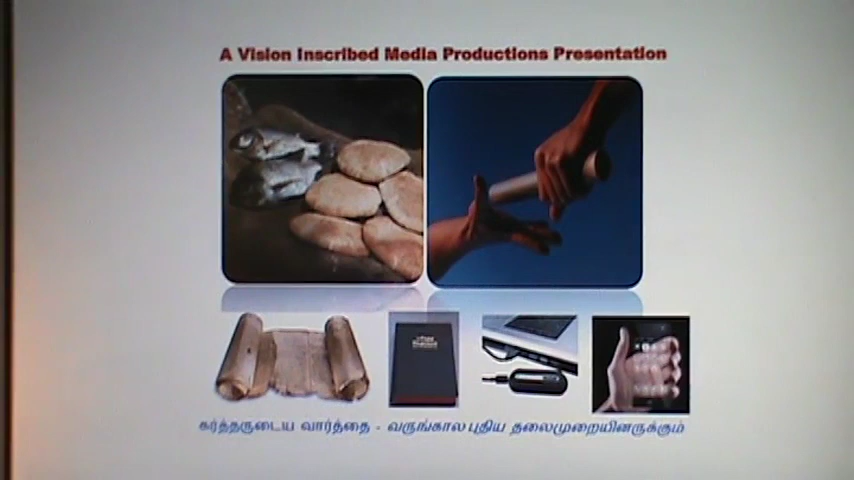 A Vision Inscribed Media Productions Presentation
கர்த்தருடைய வார்த்தை - வருங்கால புதிய தலைமுறையினருக்கும்